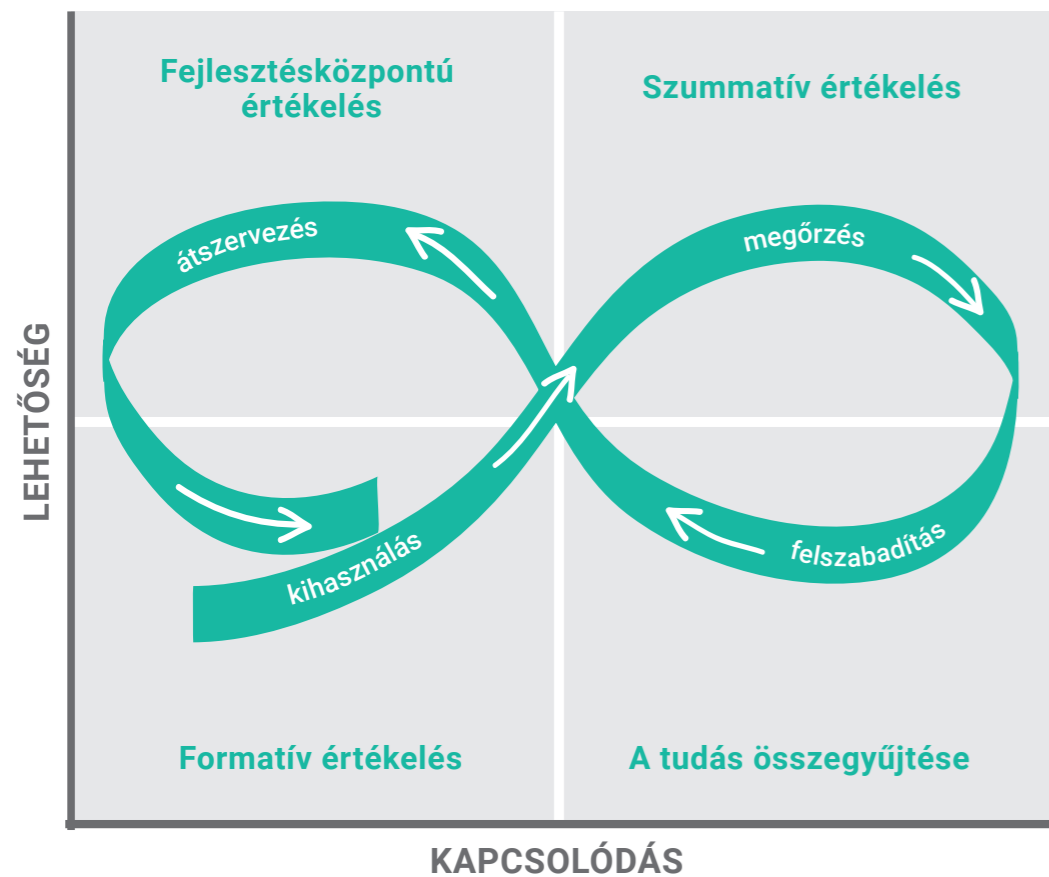 Fejlesztésközpontú
értékelés
Szummatív értékelés
átszervezés
megőrzés
LEHETŐSÉG
kihasználás
felszabadítás
Formatív értékelés
A tudás összegyűjtése
KAPCSOLÓDÁS